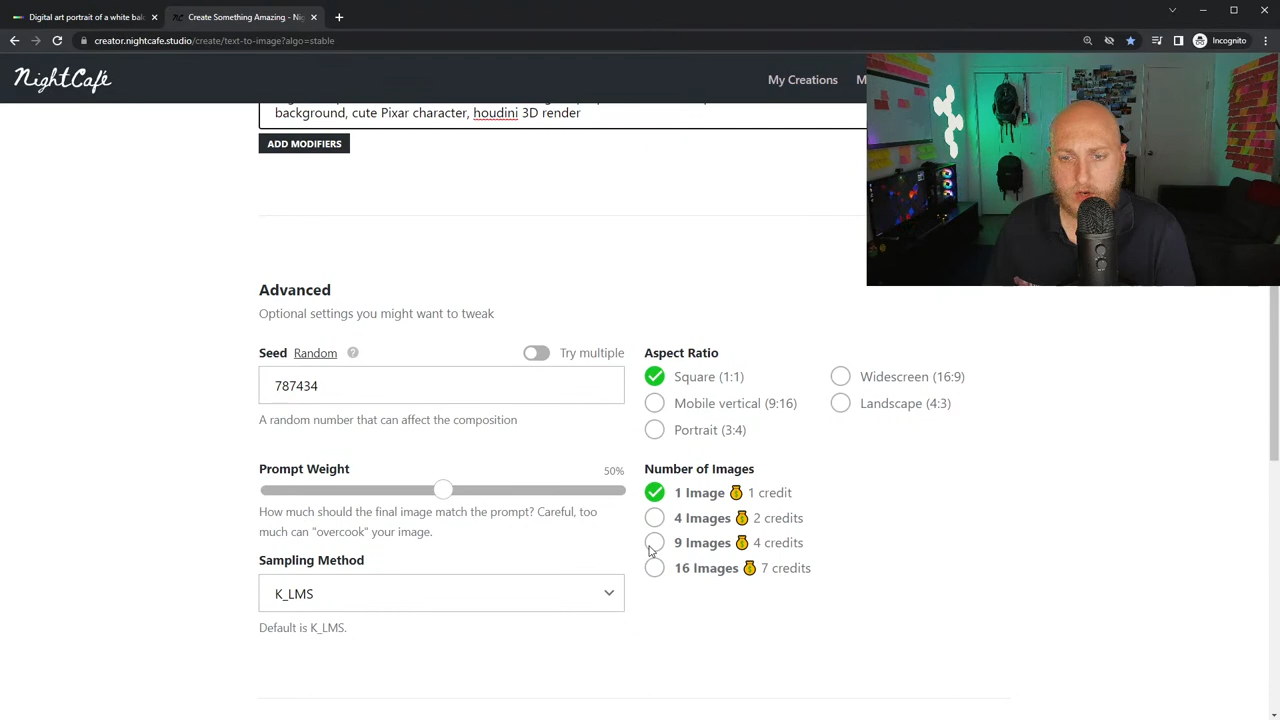 Digital art portrait of a white bal
Create Something Amazing - Ni
creator.nightcafe.studio/create/text-to-image?algo=stable
Incognito
NightCafé
My Creations
M
background, cute Pixar character, houdini 3D render
ADD MODIFIERS
Advanced
Optional settings you might want to tweak
Seed Random ? Try multiple
787434
A random number that can affect the composition
Aspect Ratio
Square (1:1)
Widescreen (16:9)
Mobile vertical (9:16)
Landscape (4:3)
Portrait (3:4)
Prompt Weight 50%
How much should the final image match the prompt? Careful, too
much can "overcook" your image.
Sampling Method
K_LMS
Default is K_LMS.
Number of Images
1 Image 1 credit
4 Images 2 credits
9 Images 4 credits
16 Images 7 credits